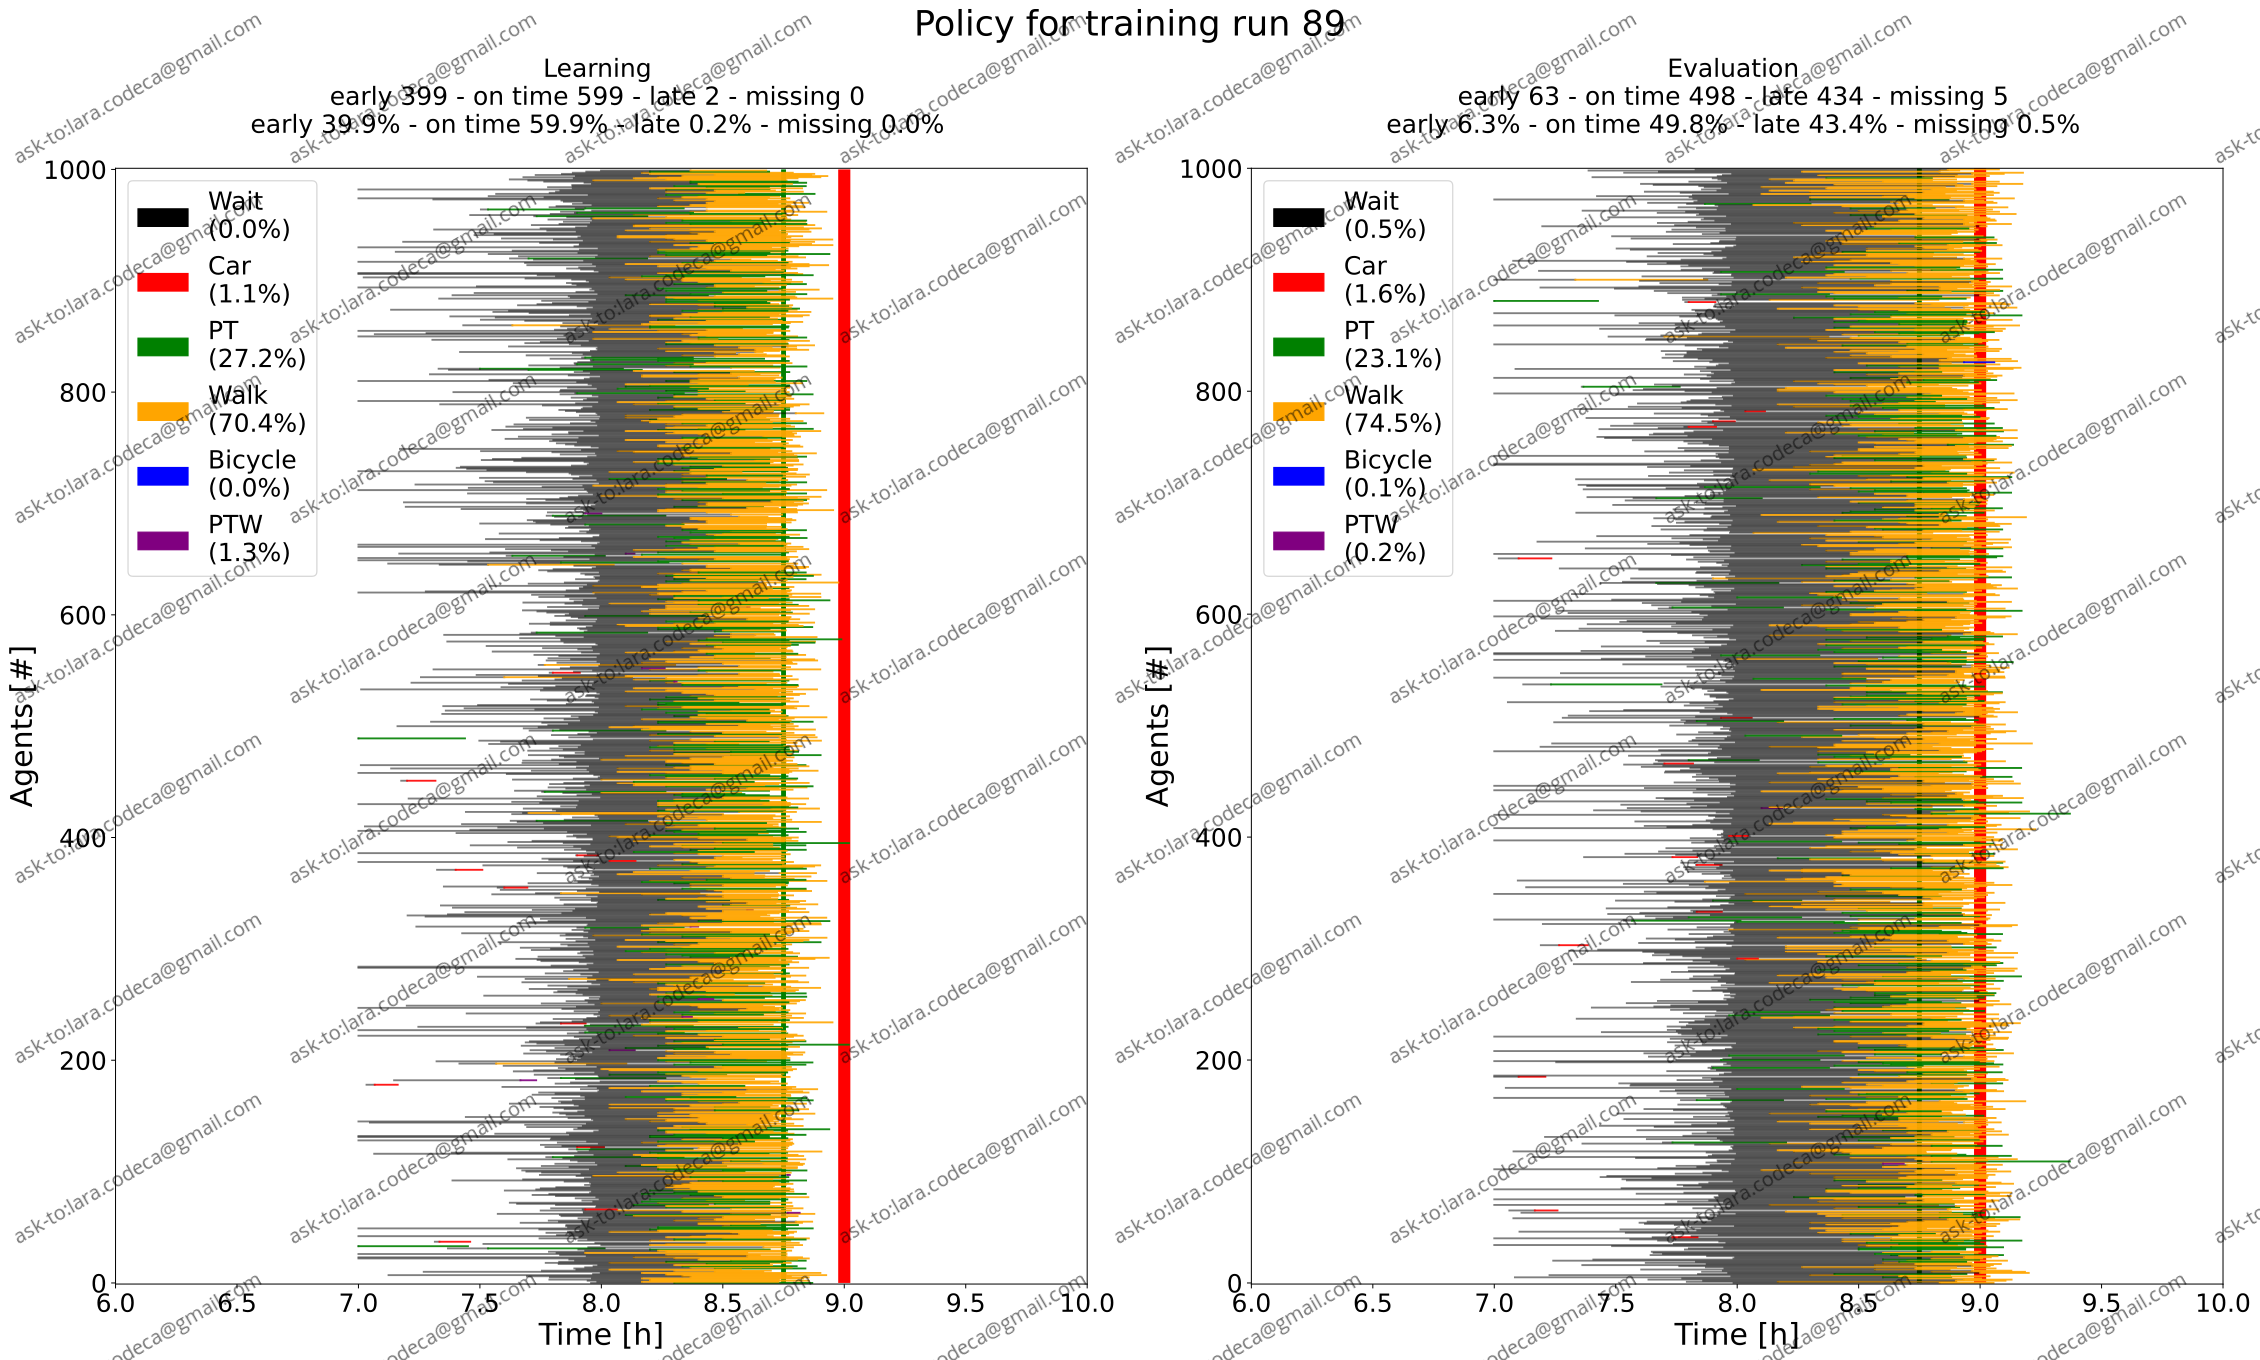 Policy for training run 89
Learning
early 399 - on time 599 - late 2 - missing 0
early 39.9% - on time 59.9% - late 0.2% - missing 0.0%
Wait
(0.0%)
Car
(1.1%)
PT
(27.2%)
Walk
(70.4%)
Bicycle
(0.0%)
PTW
(1.3%)
Agents [#]
1000
800
600
400
200
0
6.0 6.5 7.0 7.5 8.0 8.5 9.0 9.5 10.0
Time [h]
Evaluation
early 63 - on time 498 - late 434 - missing 5
early 6.3% - on time 49.8% - late 43.4% - missing 0.5%
Wait
(0.5%)
Car
(1.6%)
PT
(23.1%)
Walk
(74.5%)
Bicycle
(0.1%)
PTW
(0.2%)
Agents [#]
1000
800
600
400
200
0
6.0 6.5 7.0 7.5 8.0 8.5 9.0 9.5 10.0
Time [h]
ask-to:lara.codeca@gmail.com